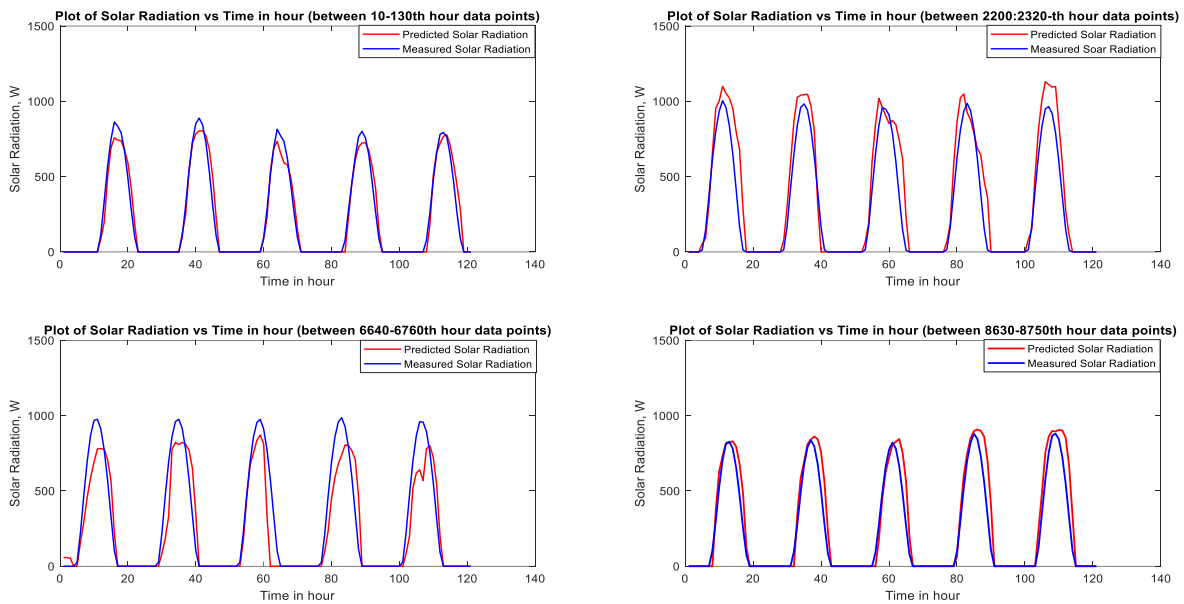 Plot of Solar Radiation vs Time in hour (between 10-130th hour data points)
1500
1000
500
0
Solar Radiation, W
Predicted Solar Radiation
Measured Solar Radiation
0 20 40 60 80 100 120 140
Time in hour
Plot of Solar Radiation vs Time in hour (between 2200:2320-th hour data points)
1500
1000
500
0
Solar Radiation, W
Predicted Solar Radiation
Measured Soar Radiation
0 20 40 60 80 100 120 140
Time in hour
Plot of Solar Radiation vs Time in hour (between 6640-6760th hour data points)
1500
1000
500
0
Solar Radiation, W
Predicted Solar Radiation
Measured Solar Radiation
0 20 40 60 80 100 120 140
Time in hour
Plot of Solar Radiation vs Time in hour (between 8630-8750th hour data points)
1500
1000
500
0
Solar Radiation, W
Predicted Solar Radiation
Measured Solar Radiation
0 20 40 60 80 100 120 140
Time in hour